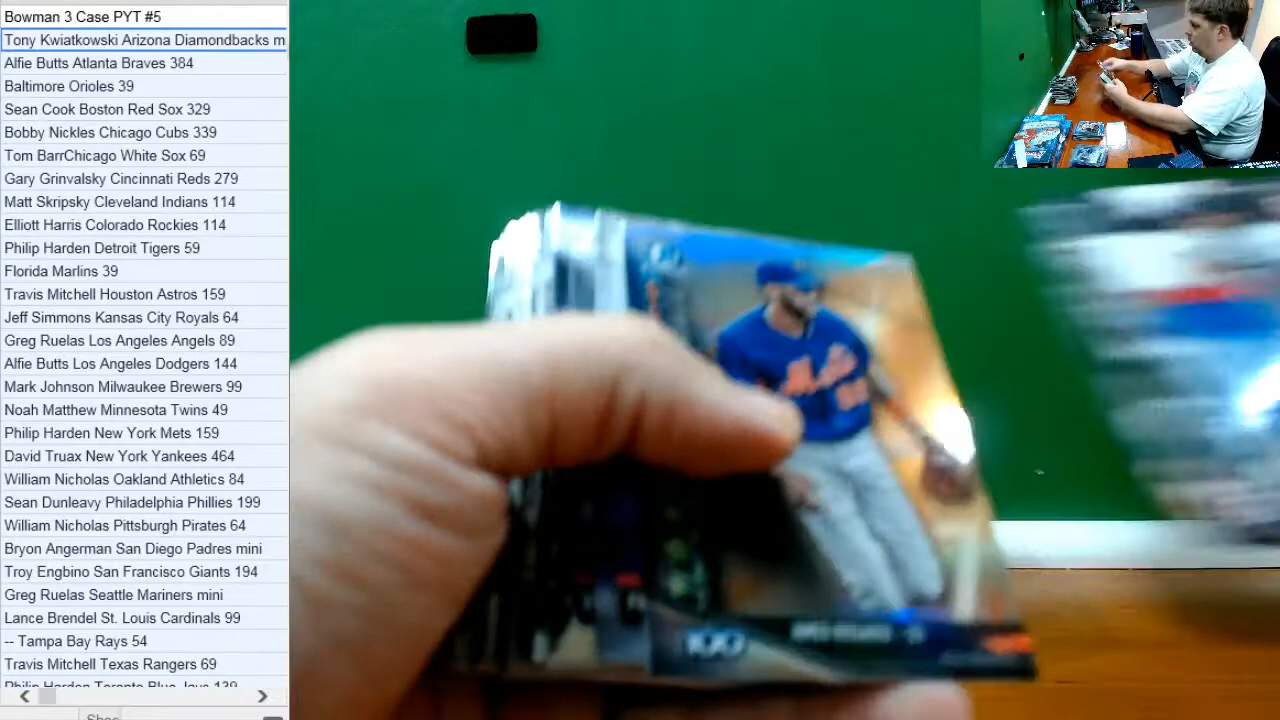 Bowman 3 Case PYT #5
Tony Kwiatkowski Arizona Diamondbacks m
Alfie Butts Atlanta Braves 384
Baltimore Orioles 39
Sean Cook Boston Red Sox 329
Bobby Nickles Chicago Cubs 339
Tom BarrChicago White Sox 69
Gary Grinvalsky Cincinnati Reds 279
Matt Skripsky Cleveland Indians 114
Elliott Harris Colorado Rockies 114
Philip Harden Detroit Tigers 59
Florida Marlins 39
Travis Mitchell Houston Astros 159
Jeff Simmons Kansas City Royals 64
Greg Ruelas Los Angeles Angels 89
Alfie Butts Los Angeles Dodgers 144
Mark Johnson Milwaukee Brewers 99
Noah Matthew Minnesota Twins 49
Philip Harden New York Mets 159
David Truax New York Yankees 464
William Nicholas Oakland Athletics 84
Sean Dunleavy Philadelphia Phillies 199
William Nicholas Pittsburgh Pirates 64
Bryon Angerman San Diego Padres mini
Troy Engbino San Francisco Giants 194
Greg Ruelas Seattle Mariners mini
Lance Brendel St. Louis Cardinals 99
-- Tampa Bay Rays 54
Travis Mitchell Texas Rangers 69
Philip Harden Toronto Blue Jays 139
Mets
100